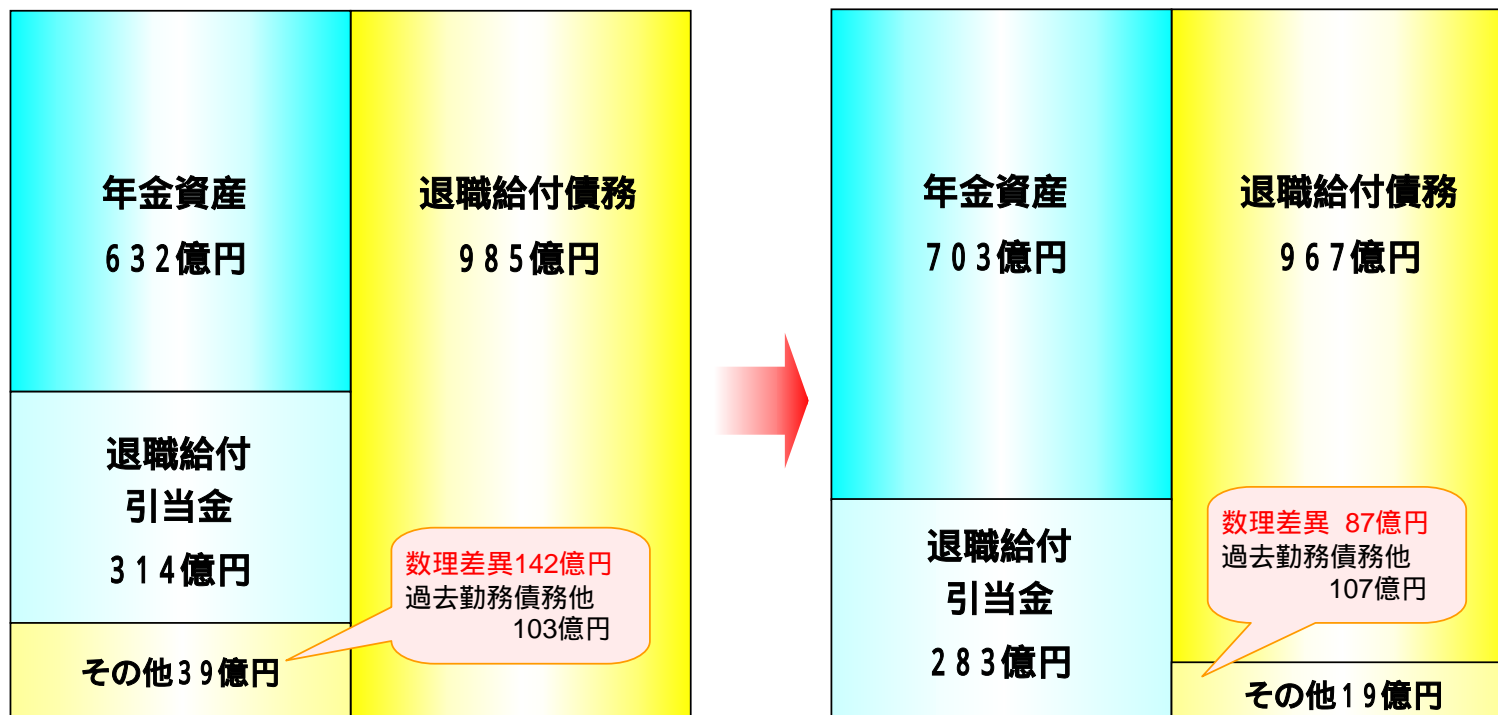 年金資産
632億円
退職給付債務
985億円
退職給付
引当金
314億円
数理差異142億円
過去勤務債務他
103億円
その他39億円
年金資産
703億円
退職給付債務
967億円
退職給付
引当金
283億円
数理差異 87億円
過去勤務債務他
107億円
その他19億円